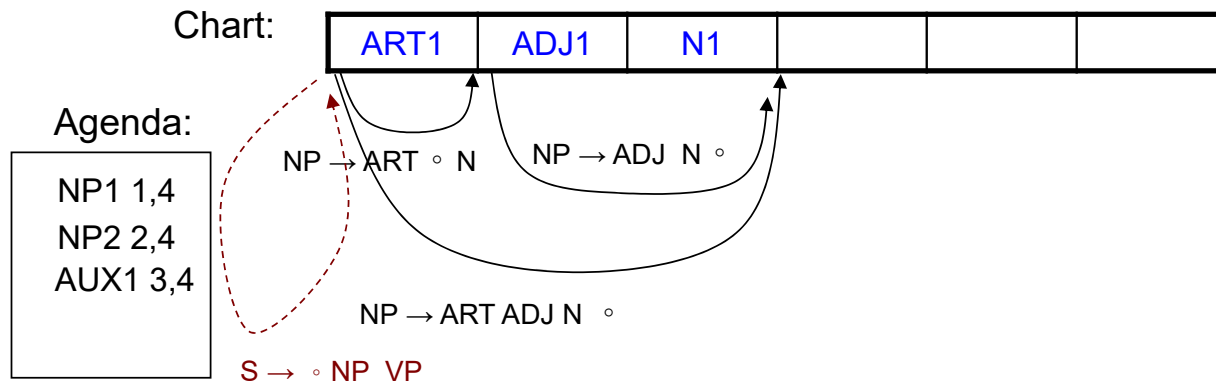 Chart:
ART1 ADJ1 N1
Agenda:
NP1 1,4
NP2 2,4
AUX1 3,4
NP → ART ∘ N
NP → ADJ N ∘
NP → ART ADJ N ∘
S → ∘ NP VP